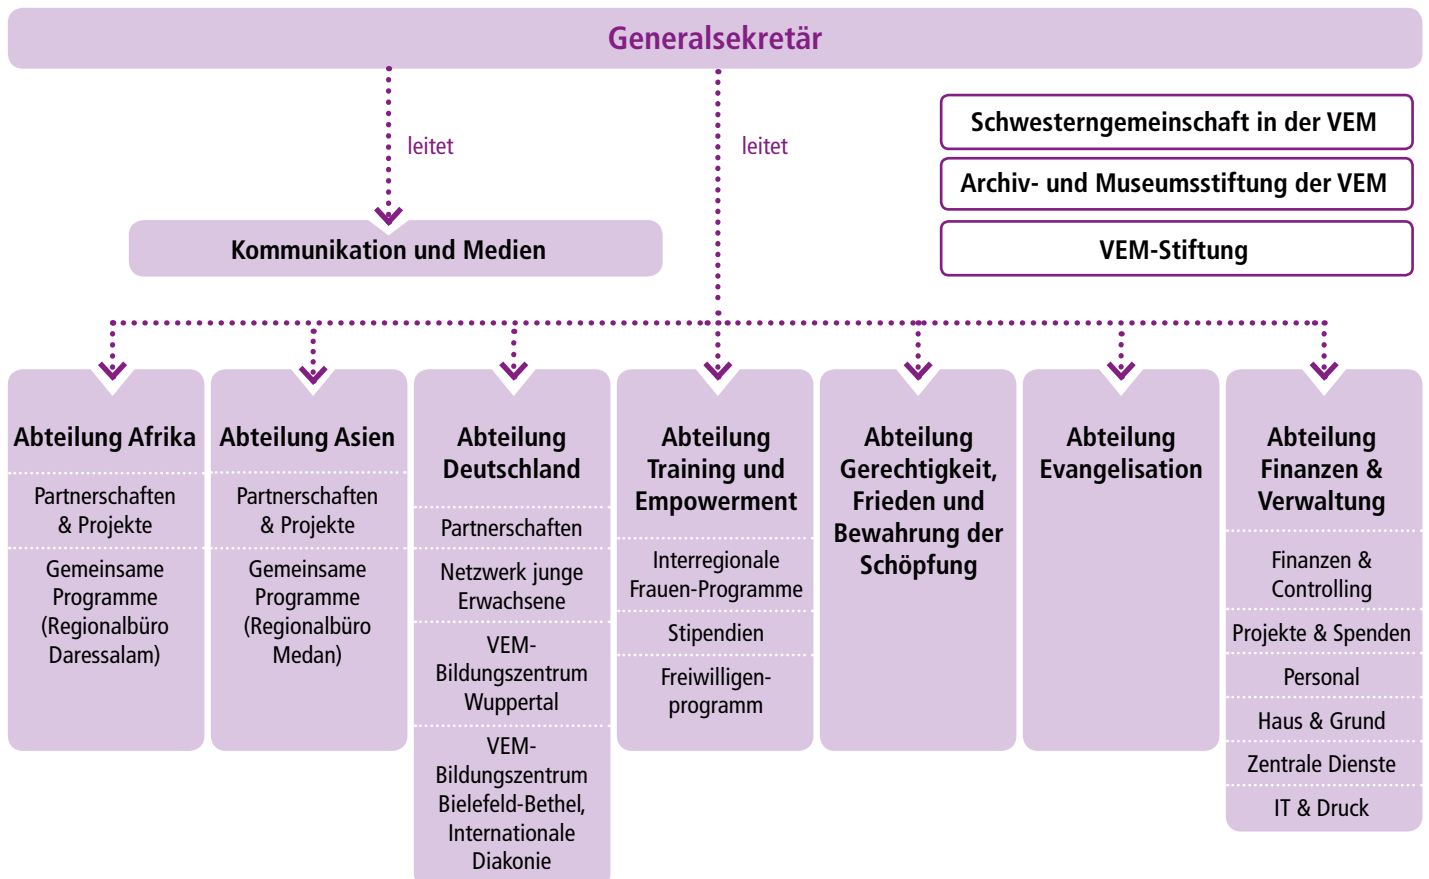 Generalsekretär
leitet
leitet
Schwesterngemeinschaft in der VEM
Archiv- und Museumsstiftung der VEM
VEM-Stiftung
Kommunikation und Medien
Abteilung Afrika
Partnerschaften
& Projekte
Gemeinsame
Programme
(Regionalbüro
Daressalam)
Abteilung Asien
Partnerschaften
& Projekte
Gemeinsame
Programme
(Regionalbüro
Medan)
Abteilung
Deutschland
Partnerschaften
Netzwerk junge
Erwachsene
VEM-
Bildungszentrum
Wuppertal
VEM-
Bildungszentrum
Bielefeld-Bethel,
Internationale
Diakonie
Abteilung
Training und
Empowerment
Interregionale
Frauen-Programme
Stipendien
Freiwilligen-
programm
Abteilung
Gerechtigkeit,
Frieden und
Bewahrung der
Schöpfung
Abteilung
Evangelisation
Abteilung
Finanzen &
Verwaltung
Finanzen &
Controlling
Projekte & Spenden
Personal
Haus & Grund
Zentrale Dienste
IT & Druck